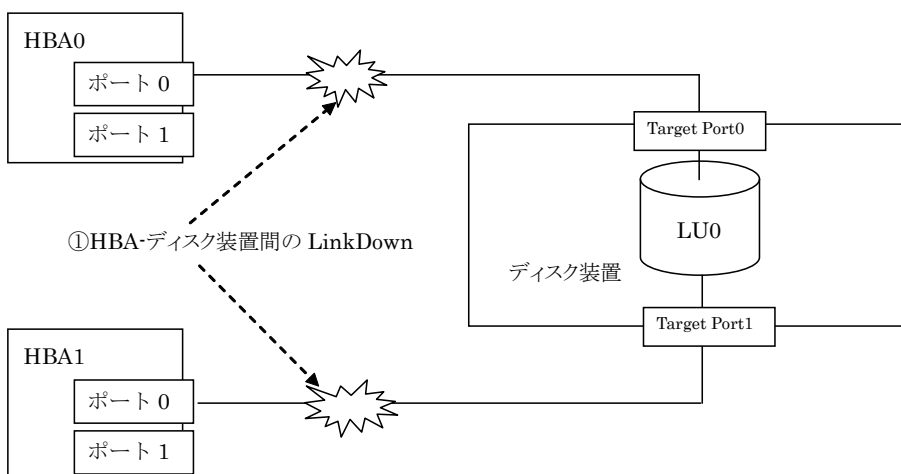 HBA0
ポート 0
ポート 1
Target Port0
LU0
①HBA-ディスク装置間の LinkDown
ディスク装置
Target Port1
HBA1
ポート 0
ポート 1